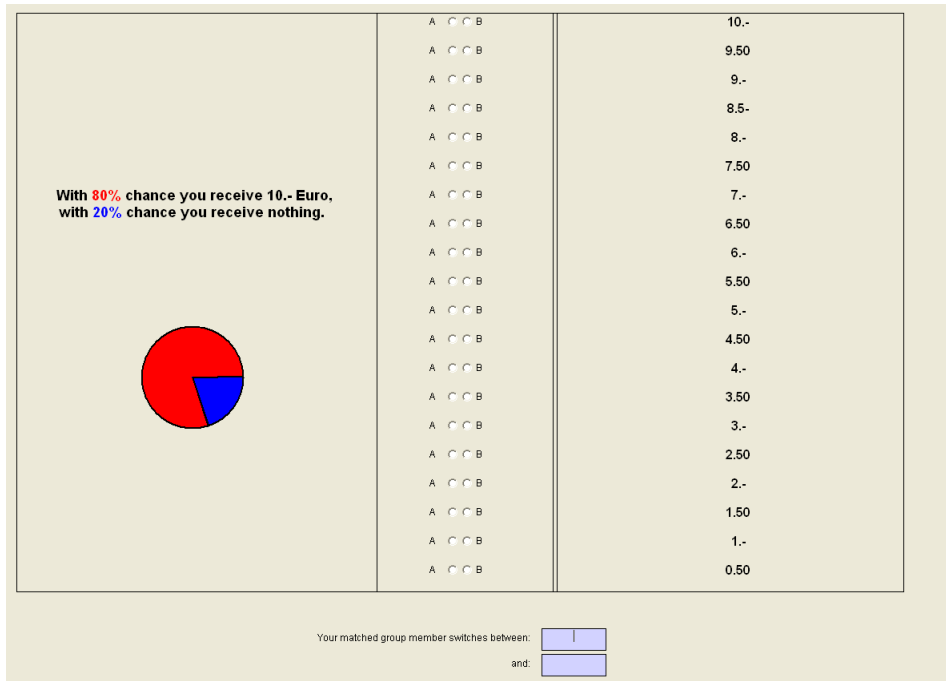 A B 10.-
A B 9.50
A B 9.-
A B 8.5-
A B 8.-
A B 7.50
With 80% chance you receive 10.- Euro,
with 20% chance you receive nothing.
A B 7.-
A B 6.50
A B 6.-
A B 5.50
A B 5.-
A B 4.50
A B 4.-
A B 3.50
A B 3.-
A B 2.50
A B 2.-
A B 1.50
A B 1.-
A B 0.50
Your matched group member switches between:
and: